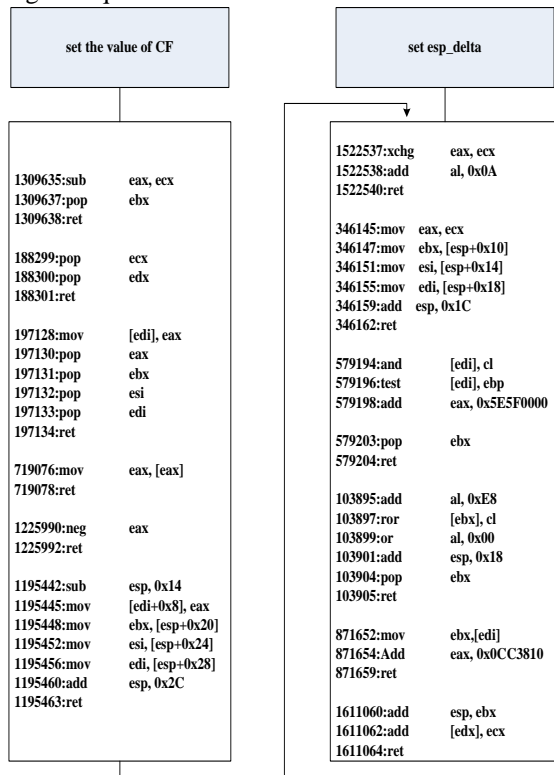 set the value of CF
1309635:sub eax, ecx
1309637:pop ebx
1309638:ret
188299:pop ecx
188300:pop edx
188301:ret
197128:mov [edi], eax
197130:pop eax
197131:pop ebx
197132:pop esi
197133:pop edi
197134:ret
719076:mov eax, [eax]
719078:ret
1225990:neg eax
1225992:ret
1195442:sub esp, 0x14
1195445:mov [edi+0x8], eax
1195448:mov ebx, [esp+0x20]
1195452:mov esi, [esp+0x24]
1195456:mov edi, [esp+0x28]
1195460:add esp, 0x2C
1195463:ret
set esp_delta
1522537:xchg eax, ecx
1522538:add al, 0x0A
1522540:ret
346145:mov eax, ecx
346147:mov ebx, [esp+0x10]
346151:mov esi, [esp+0x14]
346155:mov edi, [esp+0x18]
346159:add esp, 0x1C
346162:ret
579194:and [edi], cl
579196:test [edi], ebp
579198:add eax, 0x5E5F0000
579203:pop ebx
579204:ret
103895:add al, 0xE8
103897:ror [ebx], cl
103899:or al, 0x00
103901:add esp, 0x18
103904:pop ebx
103905:ret
871652:mov ebx,[edi]
871654:Add eax, 0x0CC3810
871659:ret
1611060:add esp, ebx
1611062:add [edx], ecx
1611064:ret